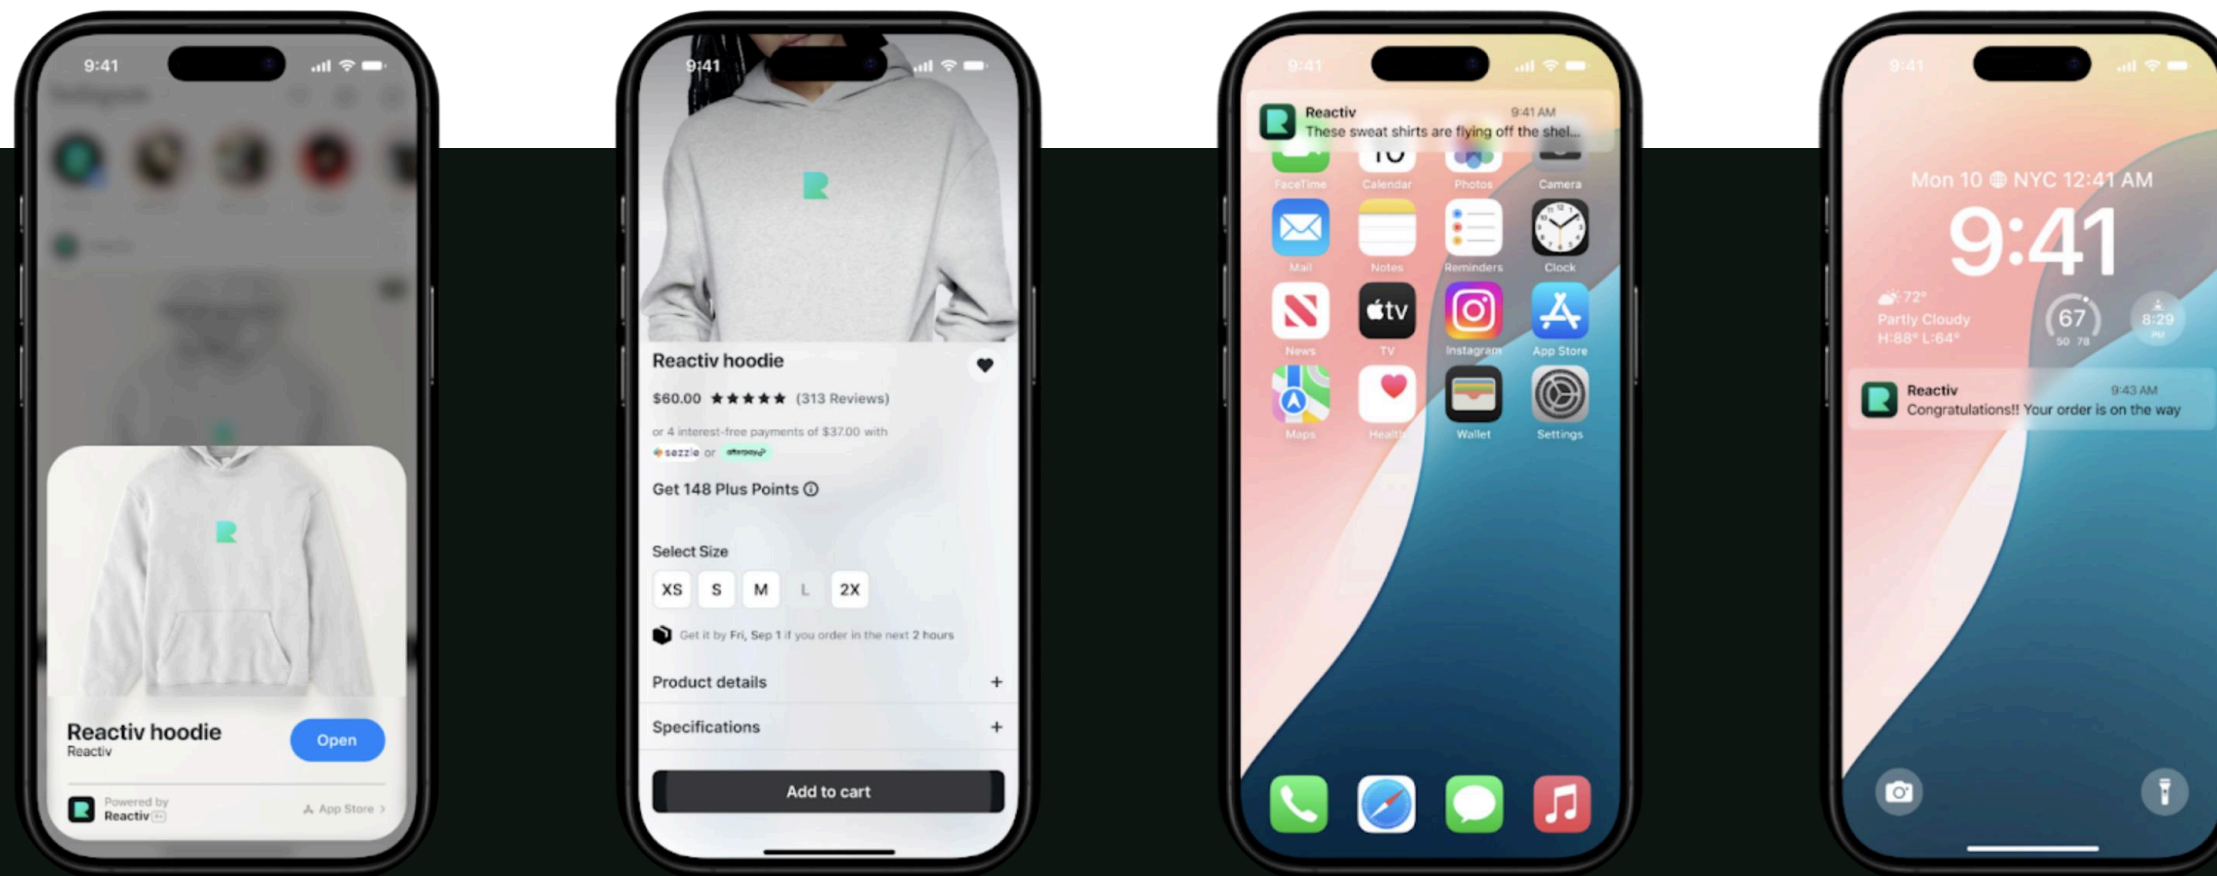 9:41
Instagram
Reactiv hoodie
Reactiv
Open
Powered by
Reactiv
App Store >
9:41
Reactiv hoodie
$60.00 ★★★★★ (313 Reviews)
or 4 interest-free payments of $37.00 with
sezzle or afterpay
Get 148 Plus Points
Select Size
XS S M L 2X
Get it by Fri, Sep 1 if you order in the next 2 hours
Product details +
Specifications +
Add to cart
9:41
Reactiv 9:41 AM
These sweat shirts are flying off the shel...
10
FaceTime Calendar Photos Camera
Mail Notes Reminders Clock
tv
News TV Instagram App Store
Maps Health Wallet Settings
9:41
Mon 10 NYC 12:41 AM
9:41
72°
Partly Cloudy
H:88° L:64°
67
50 78
8:29
PM
Reactiv 9:43 AM
Congratulations!! Your order is on the way